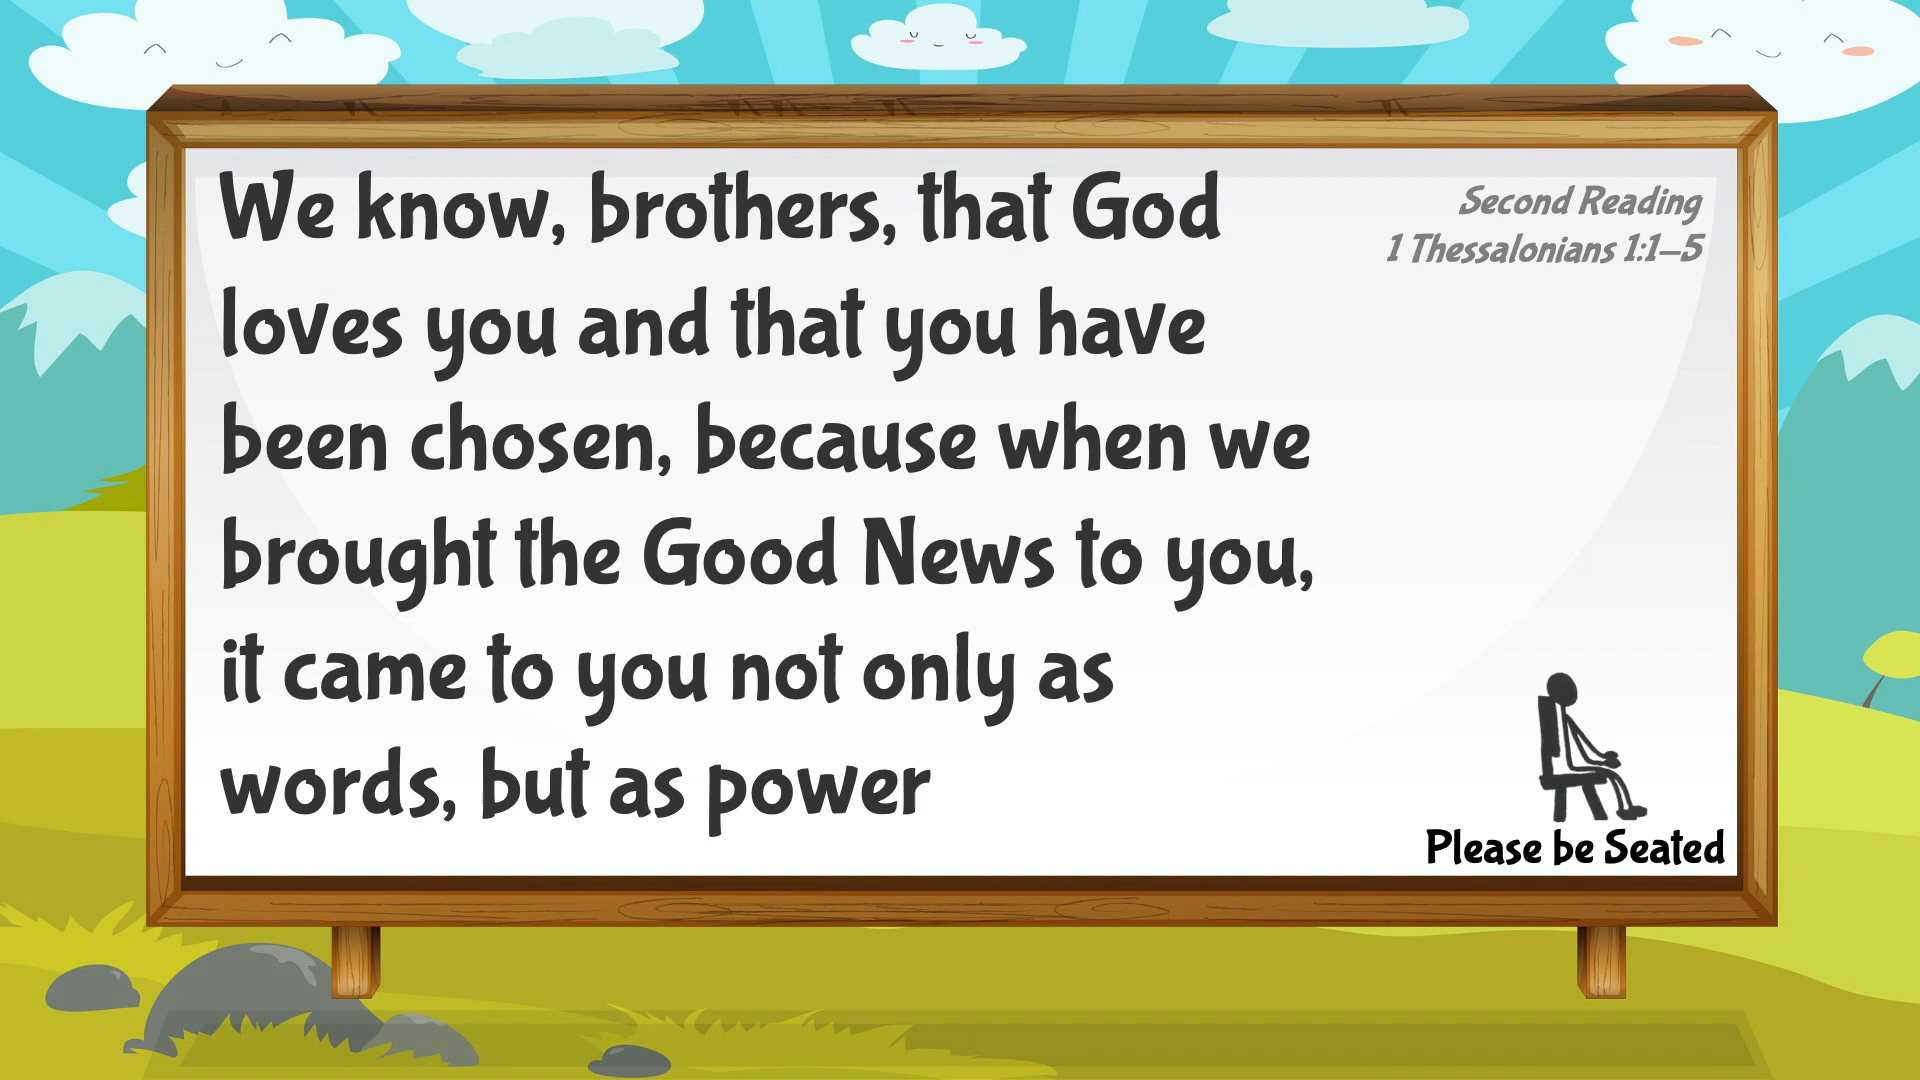 We know, brothers, that God
loves you and that you have
been chosen, because when we
brought the Good News to you,
it came to you not only as
words, but as power
Second Reading
1 Thessalonians 1:1–5
Please be Seated